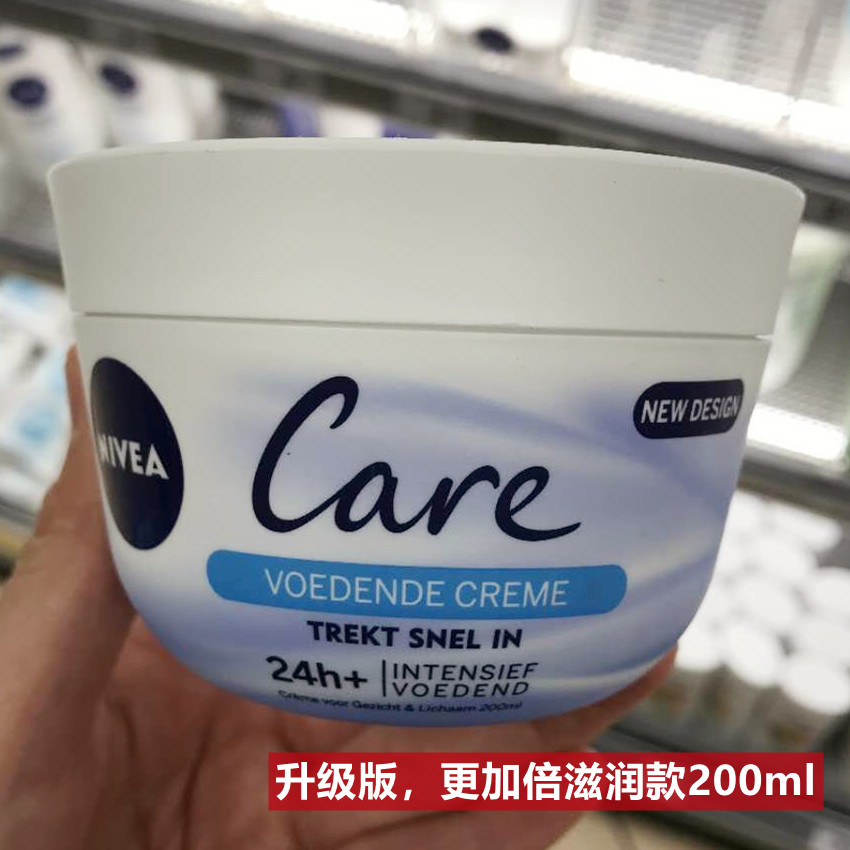 NEW DESIGN
NIVEA
Care
VOEDENDE CREME
TREKT SNEL IN
24h+ INTENSIEF
VOEDEND
Crème voor Gezicht & Lichaam 200ml
升级版，更加倍滋润款200ml